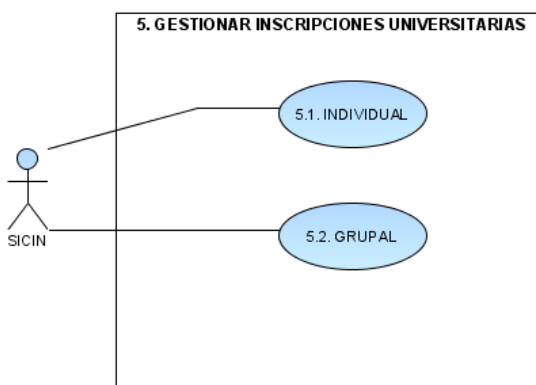 5. GESTIONAR INSCRIPCIONES UNIVERSITARIAS
5.1. INDIVIDUAL
SICIN
5.2. GRUPAL